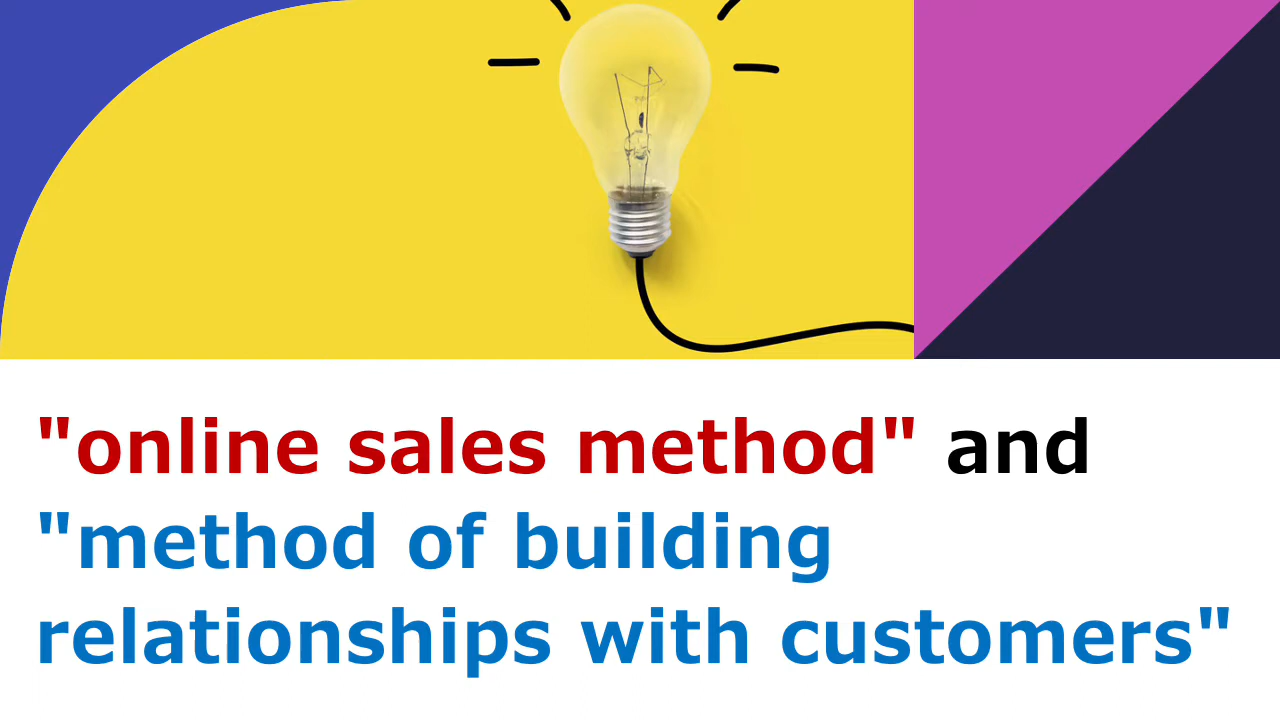 "online sales method" and
"method of building
relationships with customers"